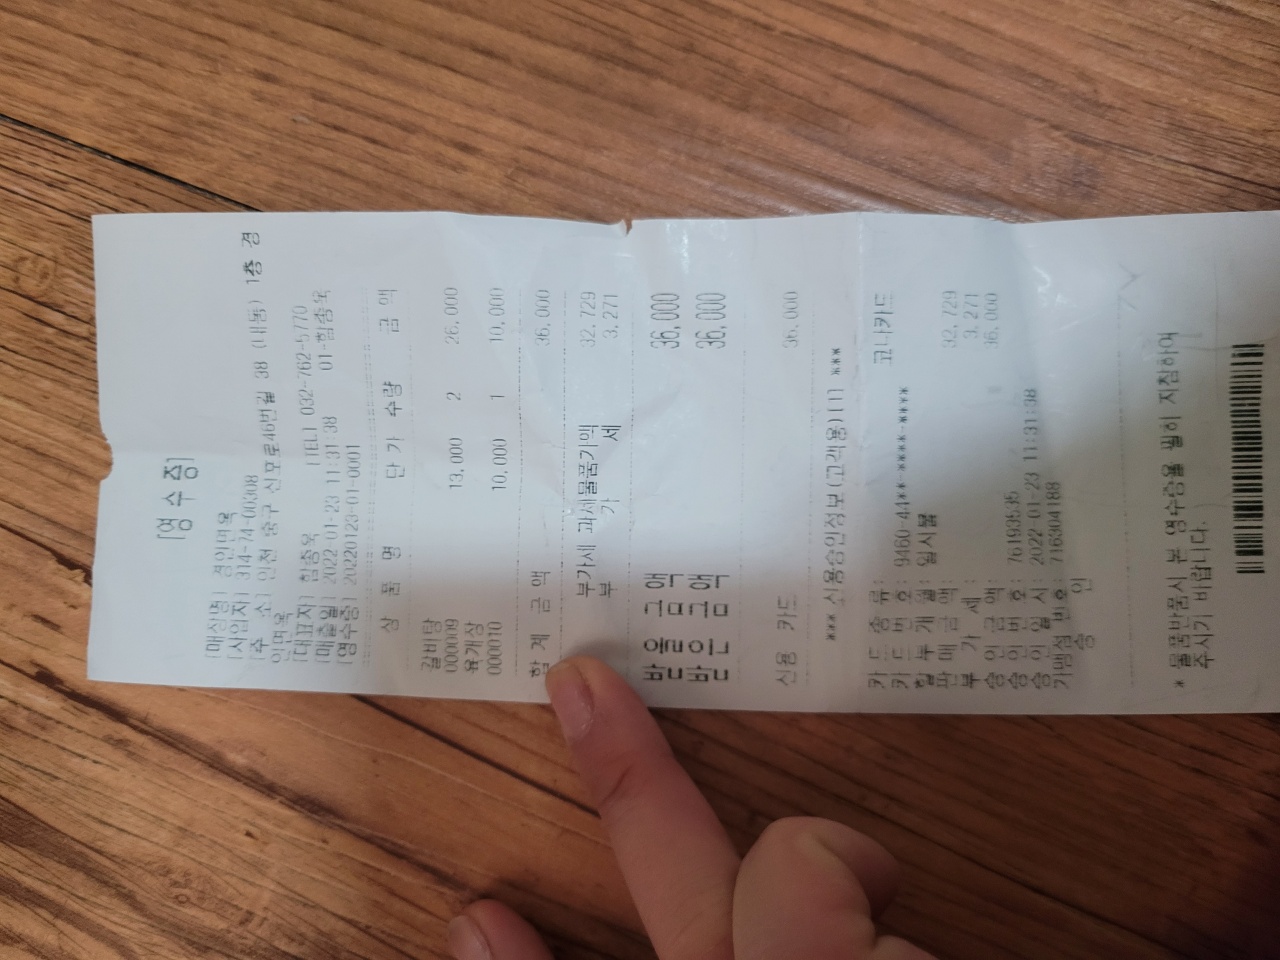 [영 수 증]
[매장명] 경인면옥
[사업자] 314-74-00308
[주 소] 인천 중구 신포로46번길 38 (내동) 1층 경
인면옥
[대표자] 함종욱 [TEL] 032-762-5770
[매출일] 2022-01-23 11:31:38 01-함종욱
[영수증] 20220123-01-0001
상 품 명 단 가 수량 금 액
갈비탕
000009 13,000 2 26,000
육개장
000010 10,000 1 10,000
합 계 금 액 36,000
부가세 과세물품가액 32,729
부 가 세 3,271
받 을 금 액 36,000
받 은 금 액 36,000
신용 카드 36,000
*** 신용승인정보(고객용)[1] ***
카 드 종 류: 코나카드
카 드 번 호: 9460-44**-****-****
할 부 개 월: 일시불
판 매 금 액: 32,729
부 가 세 3,271
승 인 금 액 36,000
승 인 번 호: 76193535
승 인 일 시: 2022-01-23 11:31:38
가맹점 번호: 716304188
승 인
* 물품반품시 본 영수증을 필히 지참하여
주시기 바랍니다.